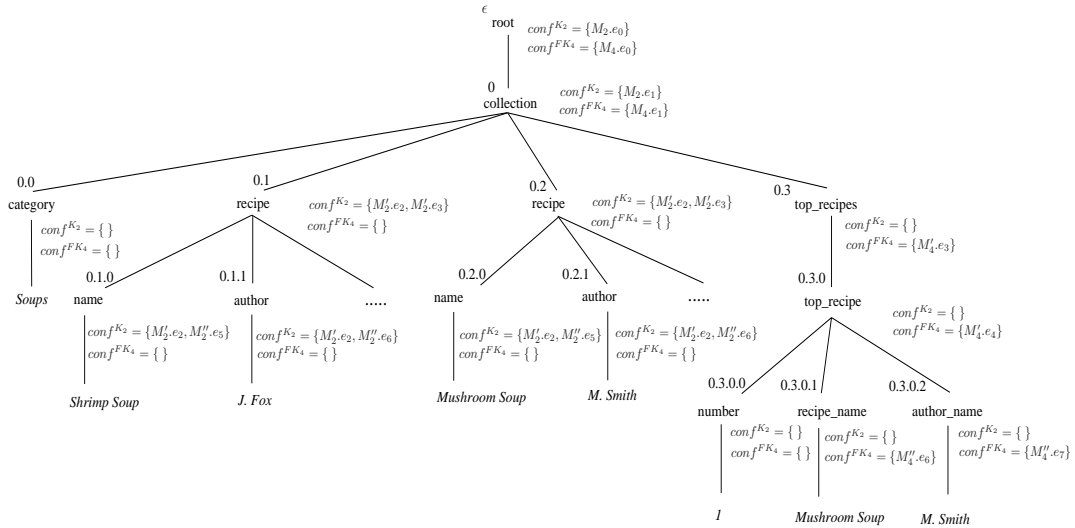 ϵ
root
conf^{K_2} = {M_2.e_0}
conf^{FK_4} = {M_4.e_0}
0
collection
conf^{K_2} = {M_2.e_1}
conf^{FK_4} = {M_4.e_1}
0.0
category
conf^{K_2} = { }
conf^{FK_4} = { }
Soups
0.1
recipe
conf^{K_2} = {M'_2.e_2, M'_2.e_3}
conf^{FK_4} = { }
0.2
recipe
conf^{K_2} = {M'_2.e_2, M'_2.e_3}
conf^{FK_4} = { }
0.3
top_recipes
conf^{K_2} = { }
conf^{FK_4} = {M'_4.e_3}
0.1.0
name
conf^{K_2} = {M'_2.e_2, M''_2.e_5}
conf^{FK_4} = { }
Shrimp Soup
0.1.1
author
conf^{K_2} = {M'_2.e_2, M''_2.e_6}
conf^{FK_4} = { }
J. Fox
.....
0.2.0
name
conf^{K_2} = {M'_2.e_2, M''_2.e_5}
conf^{FK_4} = { }
Mushroom Soup
0.2.1
author
conf^{K_2} = {M'_2.e_2, M''_2.e_6}
conf^{FK_4} = { }
M. Smith
.....
0.3.0
top_recipe
conf^{K_2} = { }
conf^{FK_4} = {M'_4.e_4}
0.3.0.0
number
conf^{K_2} = { }
conf^{FK_4} = { }
1
0.3.0.1
recipe_name
conf^{K_2} = { }
conf^{FK_4} = {M''_4.e_6}
Mushroom Soup
0.3.0.2
author_name
conf^{K_2} = { }
conf^{FK_4} = {M''_4.e_7}
M. Smith